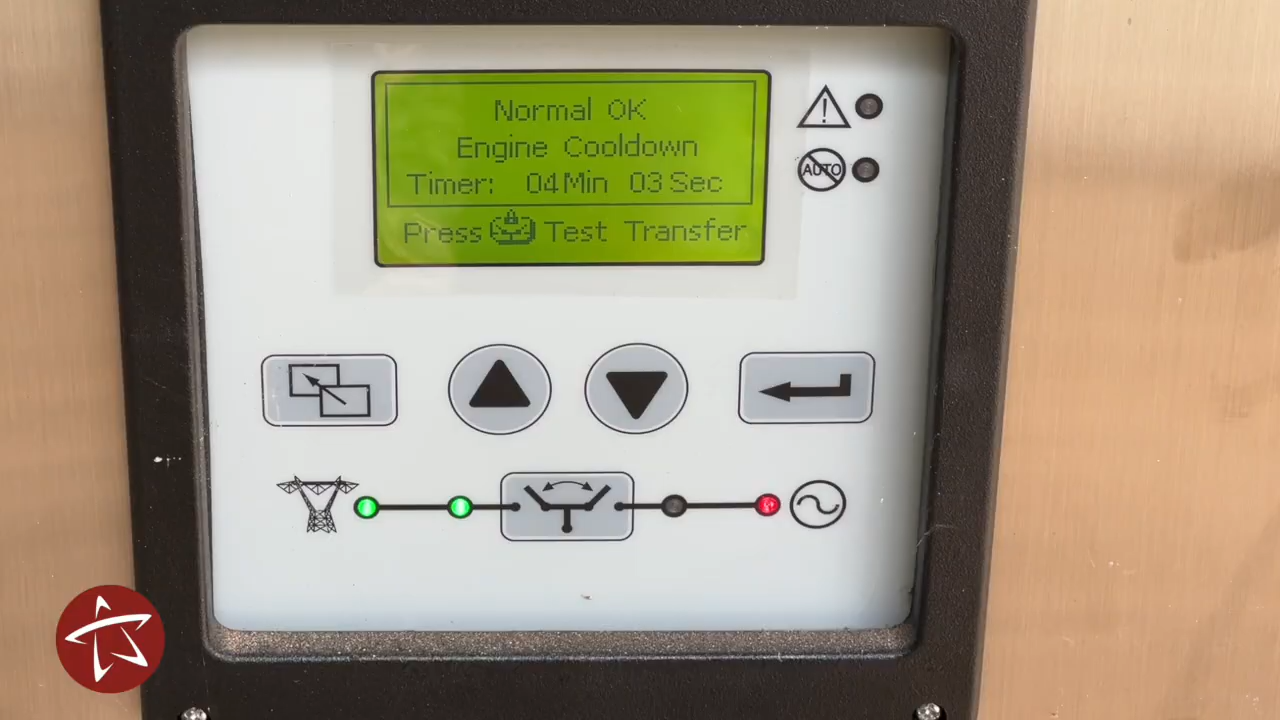 Normal OK
Engine Cooldown
Timer: 04 Min 03 Sec
Press Test Transfer
AUTO